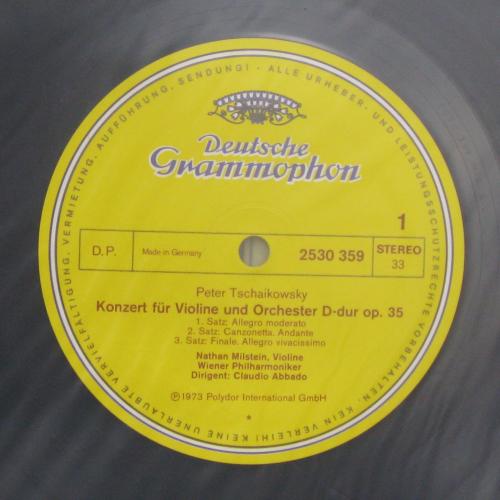 ALLE URHEBER- UND LEISTUNGSSCHUTZRECHTE VORBEHALTEN. KEIN VERLEIH! KEINE UNERLAUBTE VERVIELFÄLTIGUNG, VERMIETUNG, AUFFÜHRUNG, SENDUNG! -
Deutsche
Grammophon
1
D.P.
Made in Germany
2530 359
STEREO
33
Peter Tschaikowsky
Konzert für Violine und Orchester D-dur op. 35
1. Satz: Allegro moderato
2. Satz: Canzonetta. Andante
3. Satz: Finale. Allegro vivacissimo
Nathan Milstein, Violine
Wiener Philharmoniker
Dirigent: Claudio Abbado
Ⓟ1973 Polydor International GmbH
*